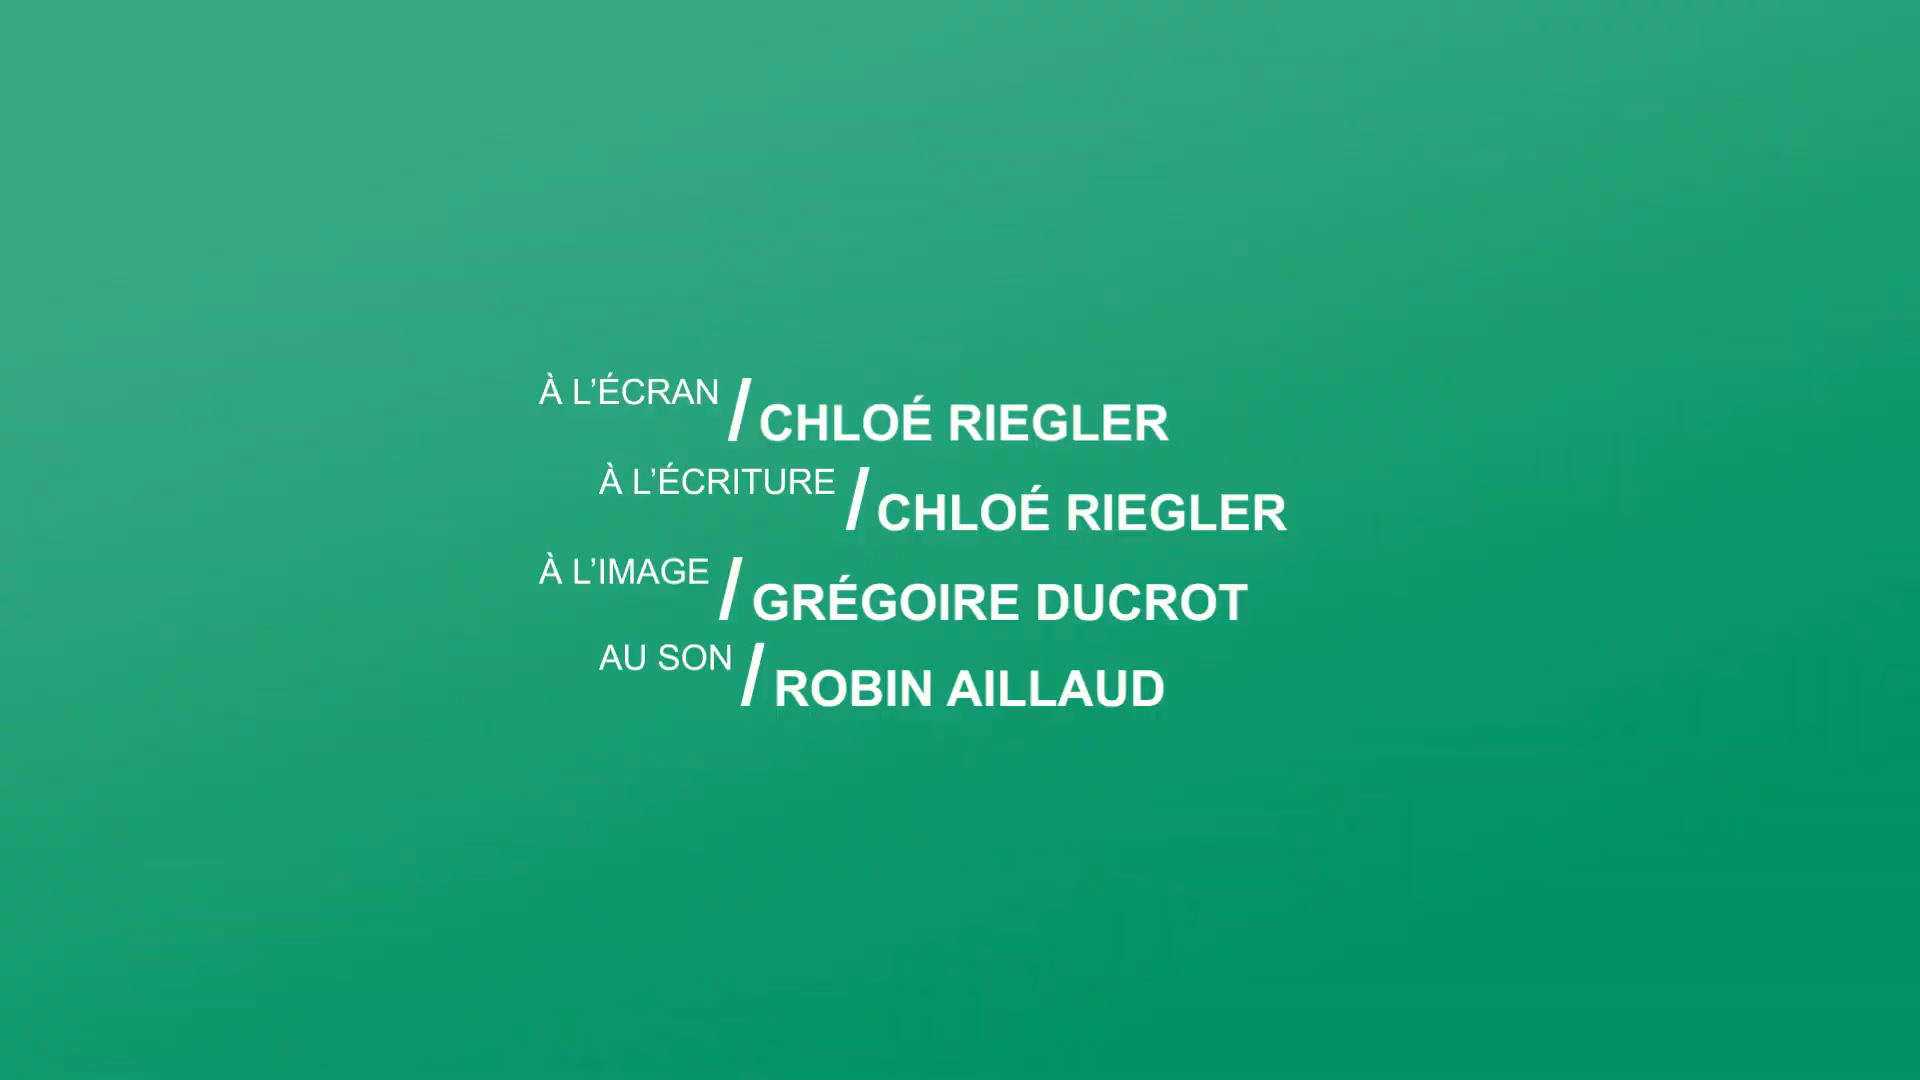 À L’ÉCRAN / CHLOÉ RIEGLER
À L’ÉCRITURE / CHLOÉ RIEGLER
À L’IMAGE / GRÉGOIRE DUCROT
AU SON / ROBIN AILLAUD